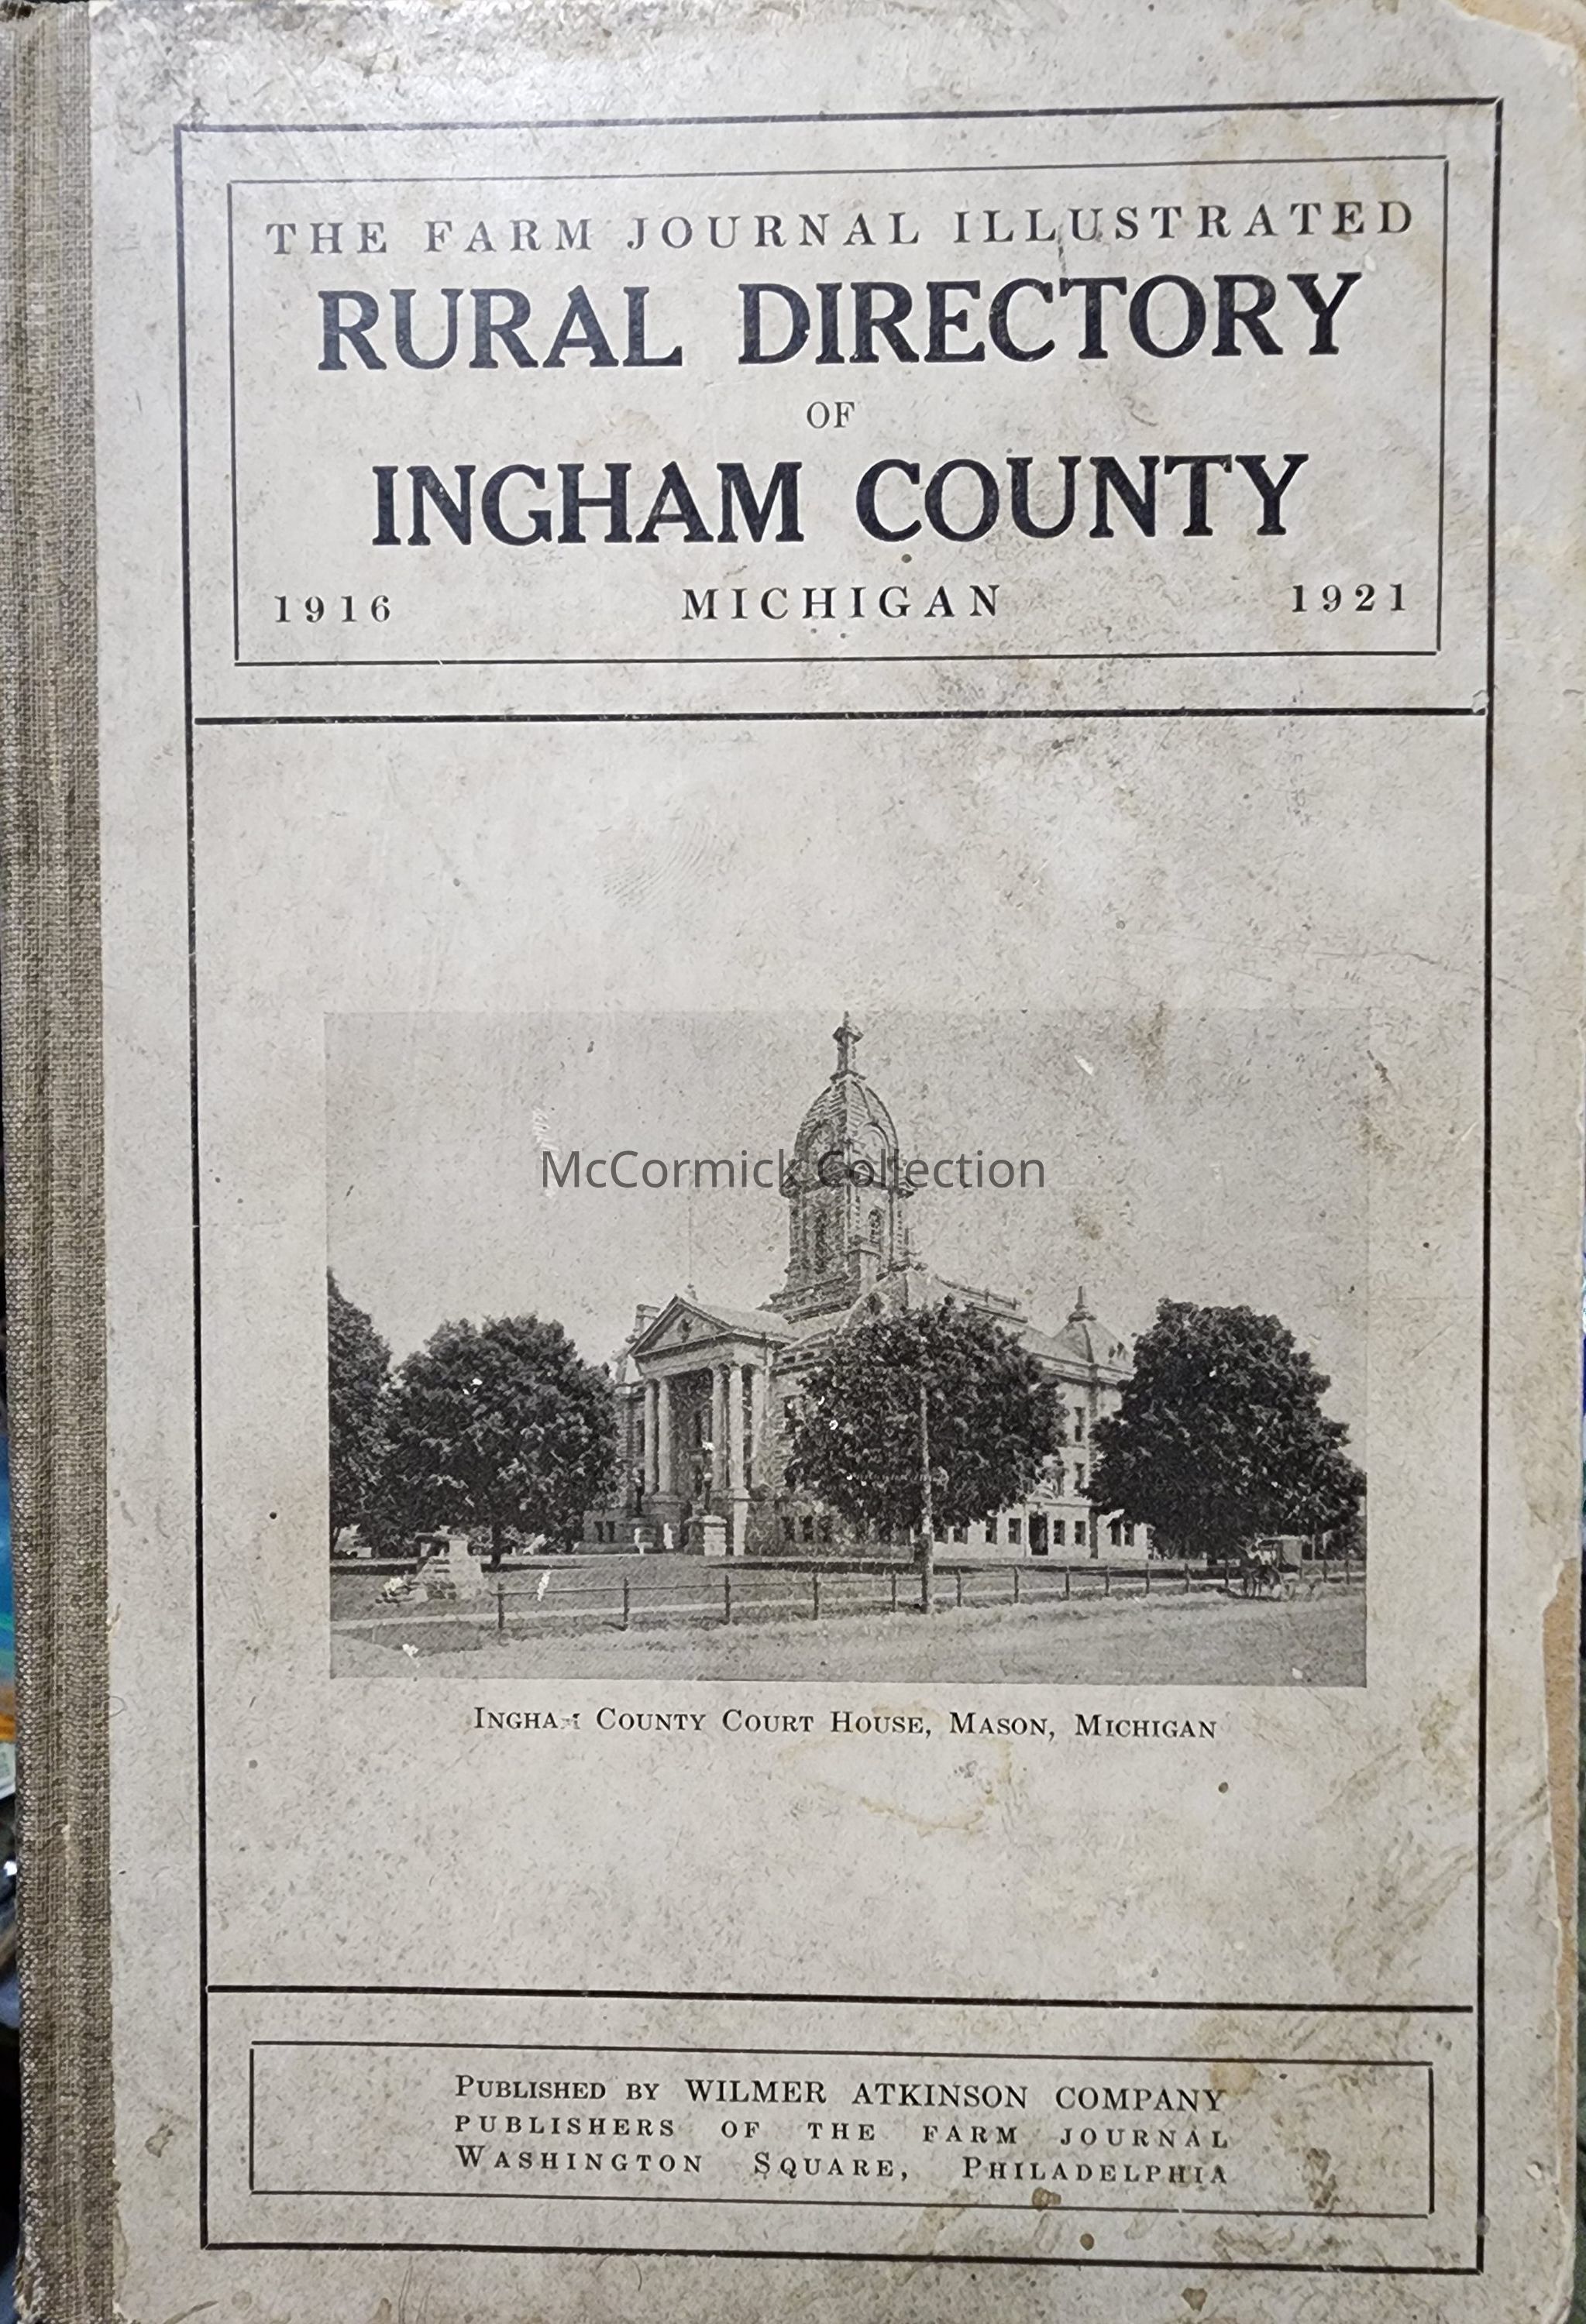 THE FARM JOURNAL ILLUSTRATED
RURAL DIRECTORY
OF
INGHAM COUNTY
1916 MICHIGAN 1921
McCormick Collection
INGHAM COUNTY COURT HOUSE, MASON, MICHIGAN
PUBLISHED BY WILMER ATKINSON COMPANY
PUBLISHERS OF THE FARM JOURNAL
WASHINGTON SQUARE, PHILADELPHIA